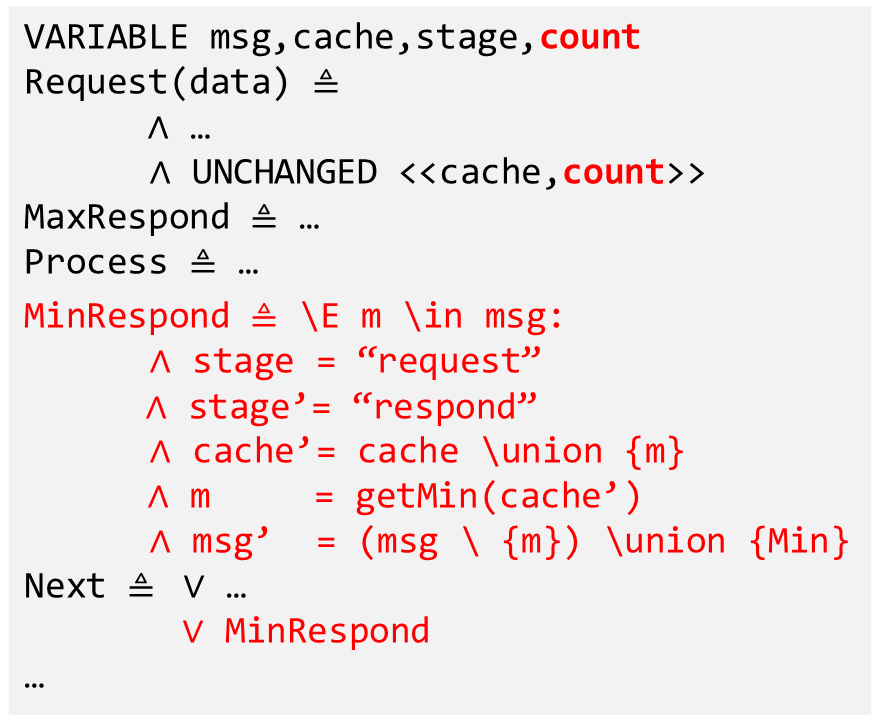 VARIABLE msg,cache,stage,count
Request(data) ≜
∧ …
∧ UNCHANGED <<cache,count>>
MaxRespond ≜ …
Process ≜ …
MinRespond ≜ \E m \in msg:
∧ stage = “request”
∧ stage’= “respond”
∧ cache’= cache \union {m}
∧ m = getMin(cache’)
∧ msg’ = (msg \ {m}) \union {Min}
Next ≜ ∨ …
∨ MinRespond
…